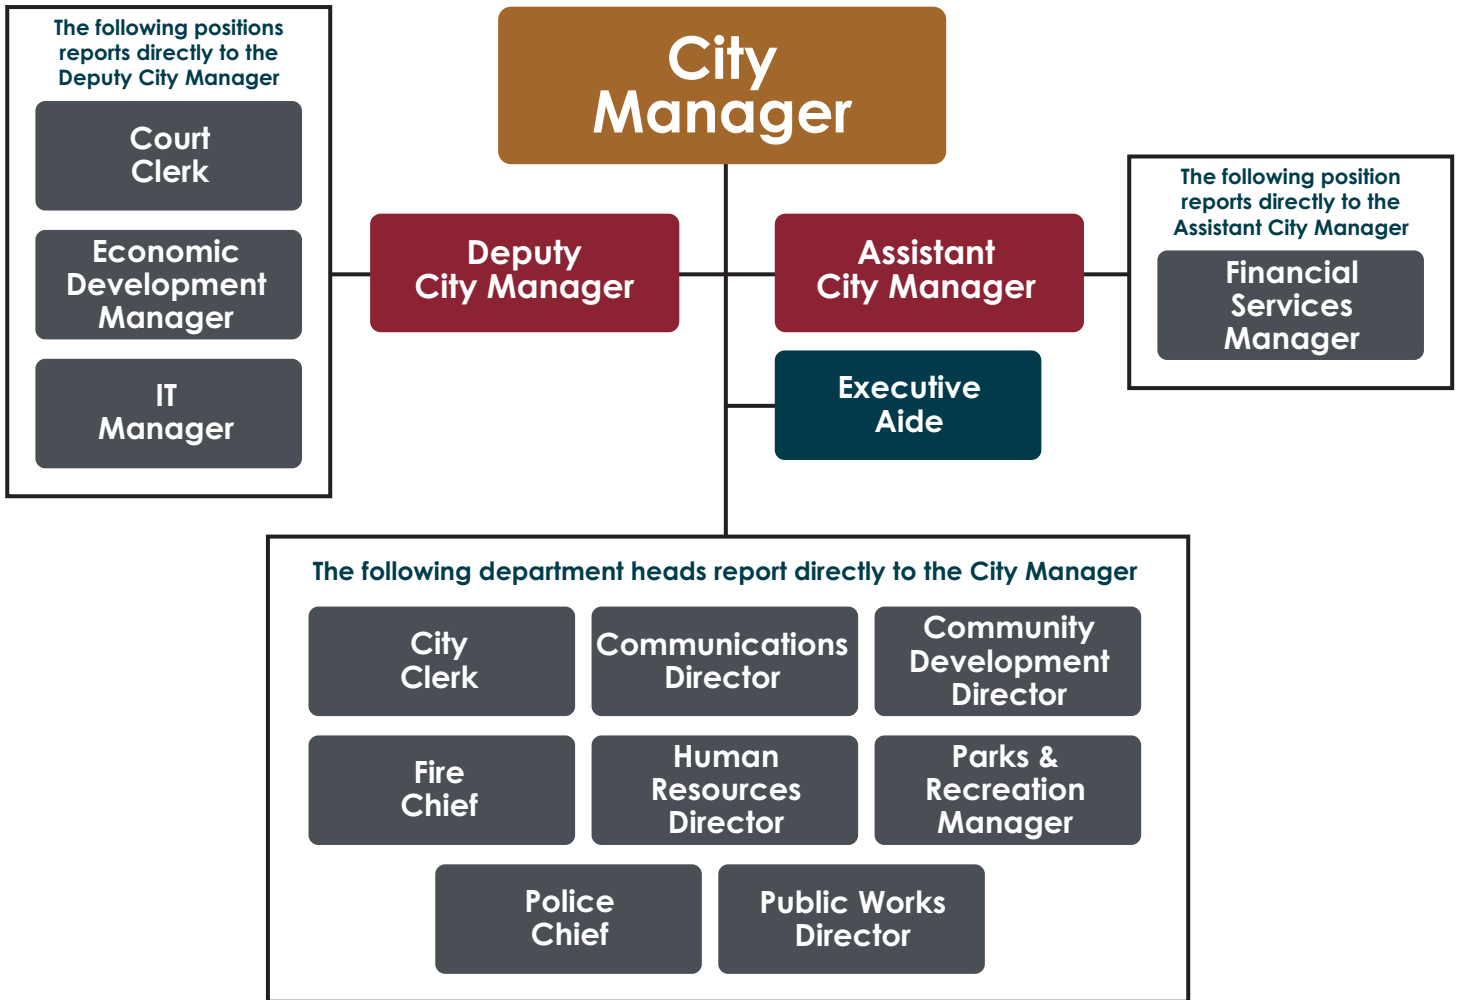 The following positions
reports directly to the
Deputy City Manager
Court
Clerk
Economic
Development
Manager
IT
Manager
City
Manager
Deputy
City Manager
Assistant
City Manager
Executive
Aide
The following position
reports directly to the
Assistant City Manager
Financial
Services
Manager
The following department heads report directly to the City Manager
City
Clerk
Communications
Director
Community
Development
Director
Fire
Chief
Human
Resources
Director
Parks &
Recreation
Manager
Police
Chief
Public Works
Director